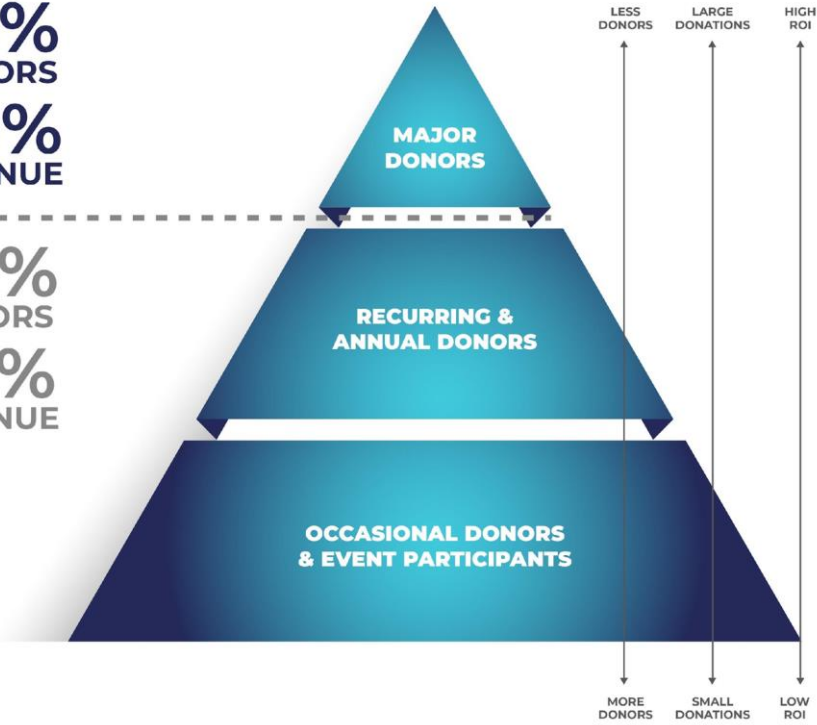 %
ORS
%
NUE
%
ORS
%
NUE
MAJOR
DONORS
RECURRING &
ANNUAL DONORS
OCCASIONAL DONORS
& EVENT PARTICIPANTS
LESS
DONORS
LARGE
DONATIONS
HIGH
ROI
MORE
DONORS
SMALL
DONATIONS
LOW
ROI